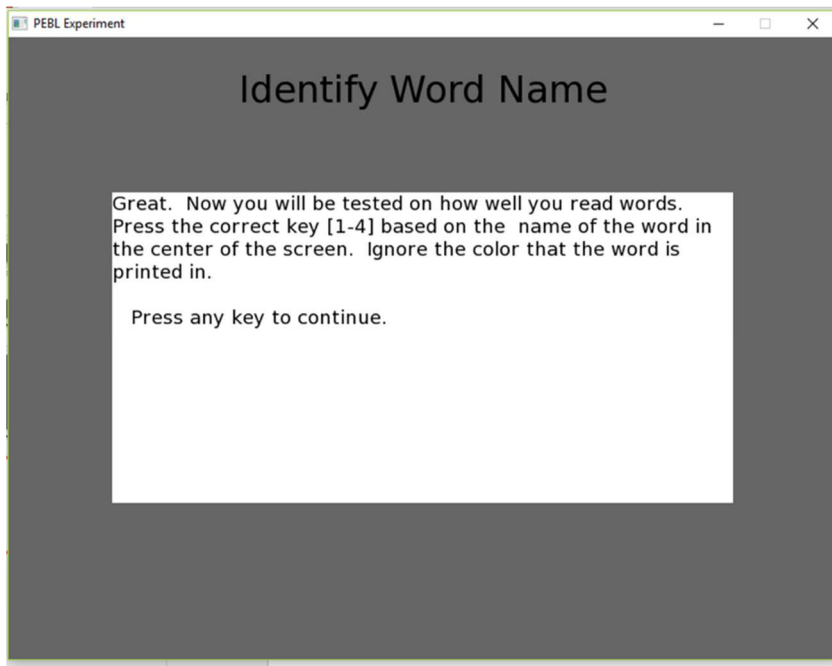 PEBL Experiment
Identify Word Name
Great.  Now you will be tested on how well you read words.
Press the correct key [1-4] based on the  name of the word in
the center of the screen.  Ignore the color that the word is
printed in.
Press any key to continue.